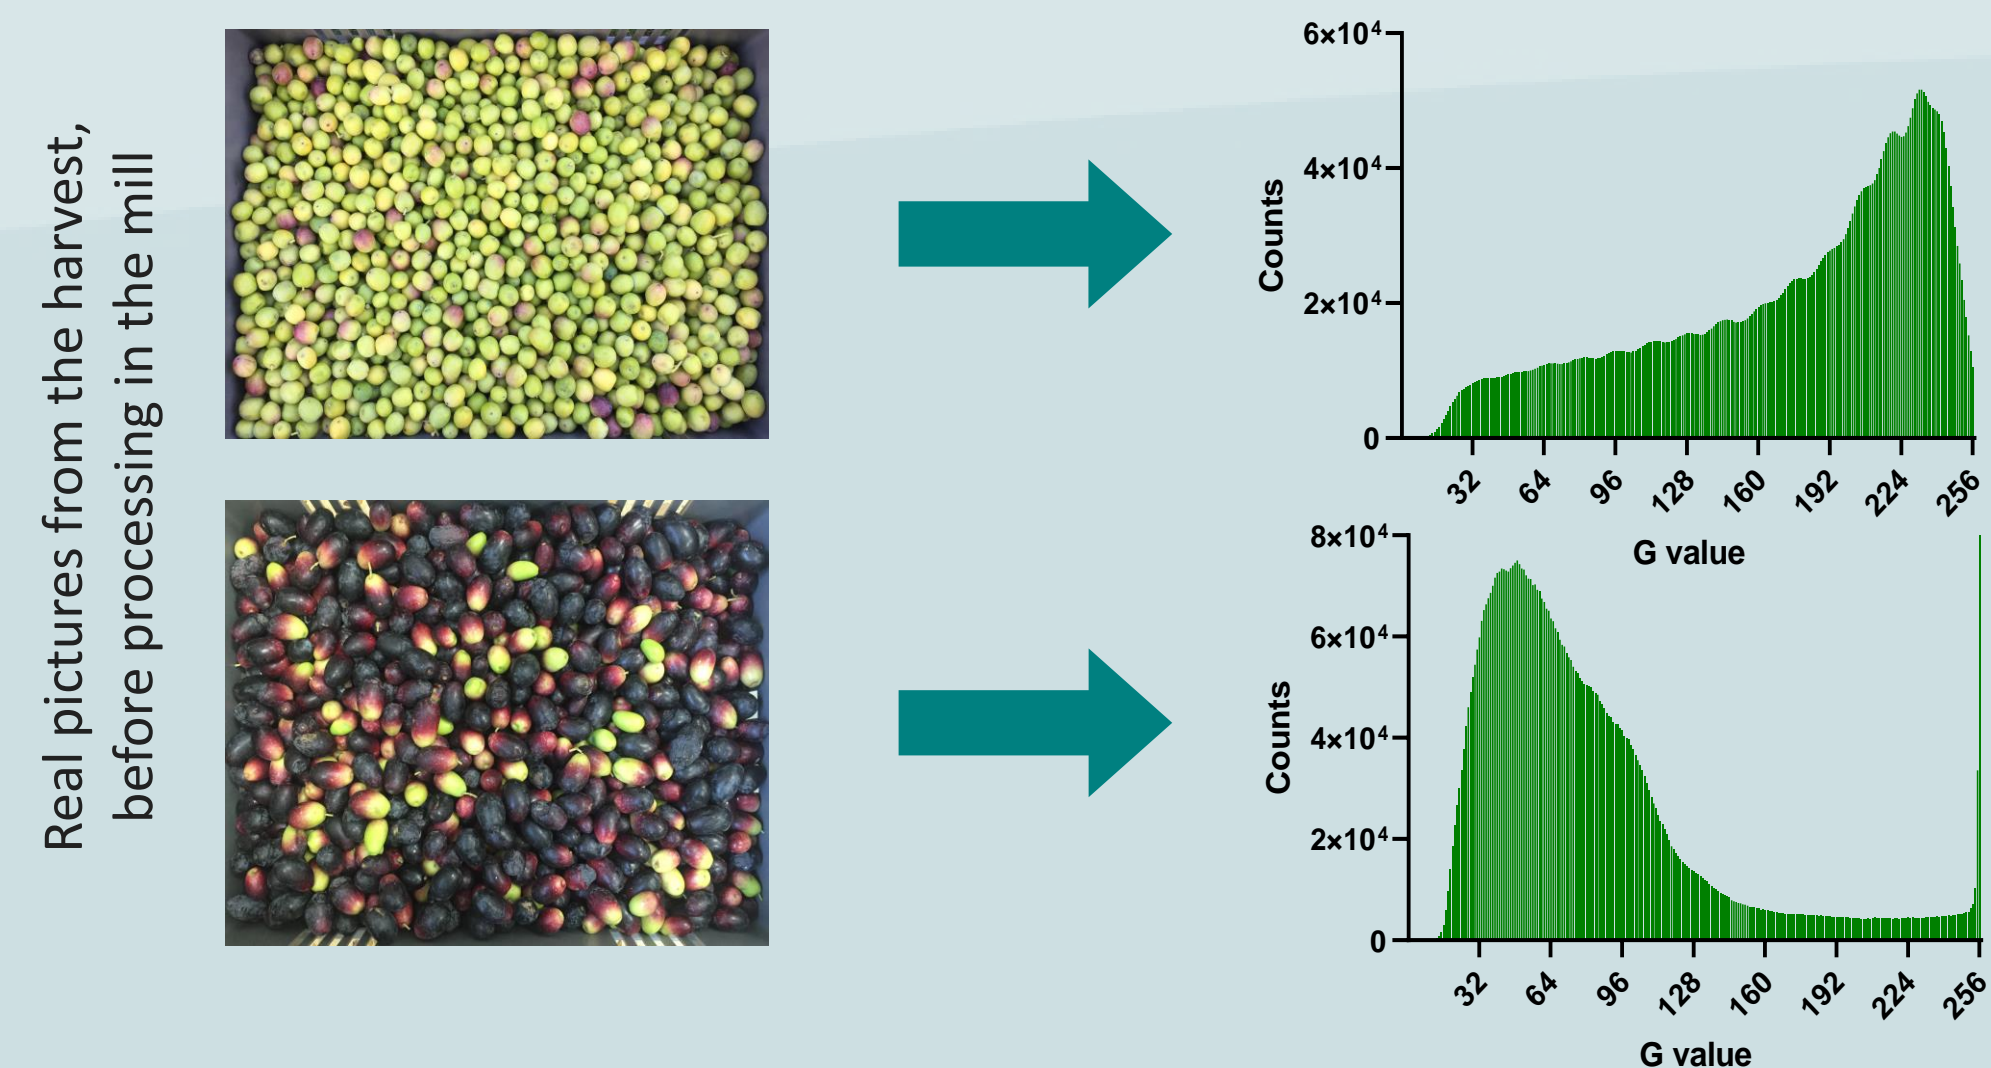 Real pictures from the harvest,
before processing in the mill
6×10⁴
4×10⁴
2×10⁴
0
Counts
32 64 96 128 160 192 224 256
G value
8×10⁴
6×10⁴
4×10⁴
2×10⁴
0
Counts
32 64 96 128 160 192 224 256
G value